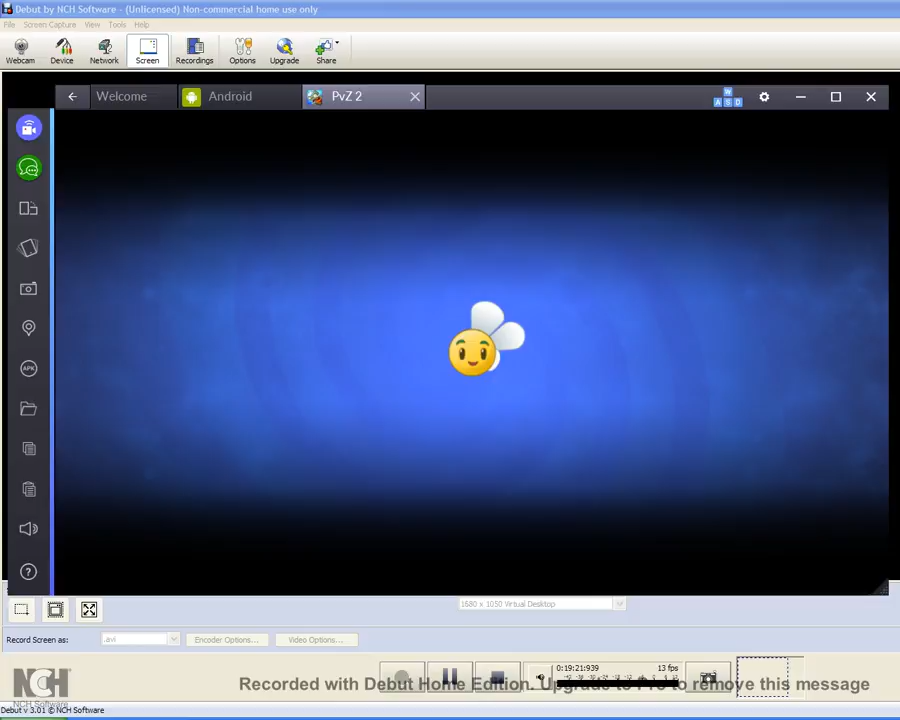 Debut by NCH Software - (Unlicensed) Non-commercial home use only
File Screen Capture View Tools Help
Webcam Device Network Screen Recordings Options Upgrade Share
Welcome Android PvZ 2
W
A S D
APK
?
1680 x 1050 Virtual Desktop
Record Screen as: .avi Encoder Options... Video Options...
0:19:21:939 13 fps
NCH
NCH Software
Recorded with Debut Home Edition. Upgrade to Pro to remove this message
Debut v 3.01 © NCH Software